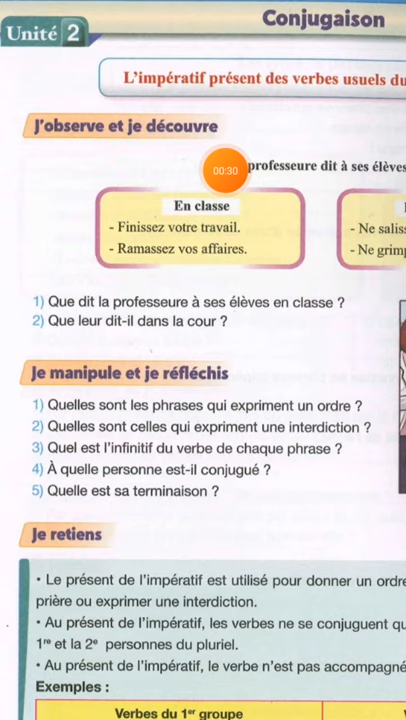 Conjugaison
Unité 2
L'impératif présent des verbes usuels du
J'observe et je découvre
00:30
professeure dit à ses élèves
En classe
- Finissez votre travail.
- Ne salis
- Ramassez vos affaires.
- Ne grim
1) Que dit la professeure à ses élèves en classe ?
2) Que leur dit-il dans la cour ?
Je manipule et je réfléchis
1) Quelles sont les phrases qui expriment un ordre ?
2) Quelles sont celles qui expriment une interdiction ?
3) Quel est l'infinitif du verbe de chaque phrase ?
4) À quelle personne est-il conjugué ?
5) Quelle est sa terminaison ?
Je retiens
• Le présent de l'impératif est utilisé pour donner un ordre
prière ou exprimer une interdiction.
• Au présent de l'impératif, les verbes ne se conjuguent qu
1re et la 2e personnes du pluriel.
• Au présent de l'impératif, le verbe n'est pas accompagné
Exemples :
Verbes du 1er groupe